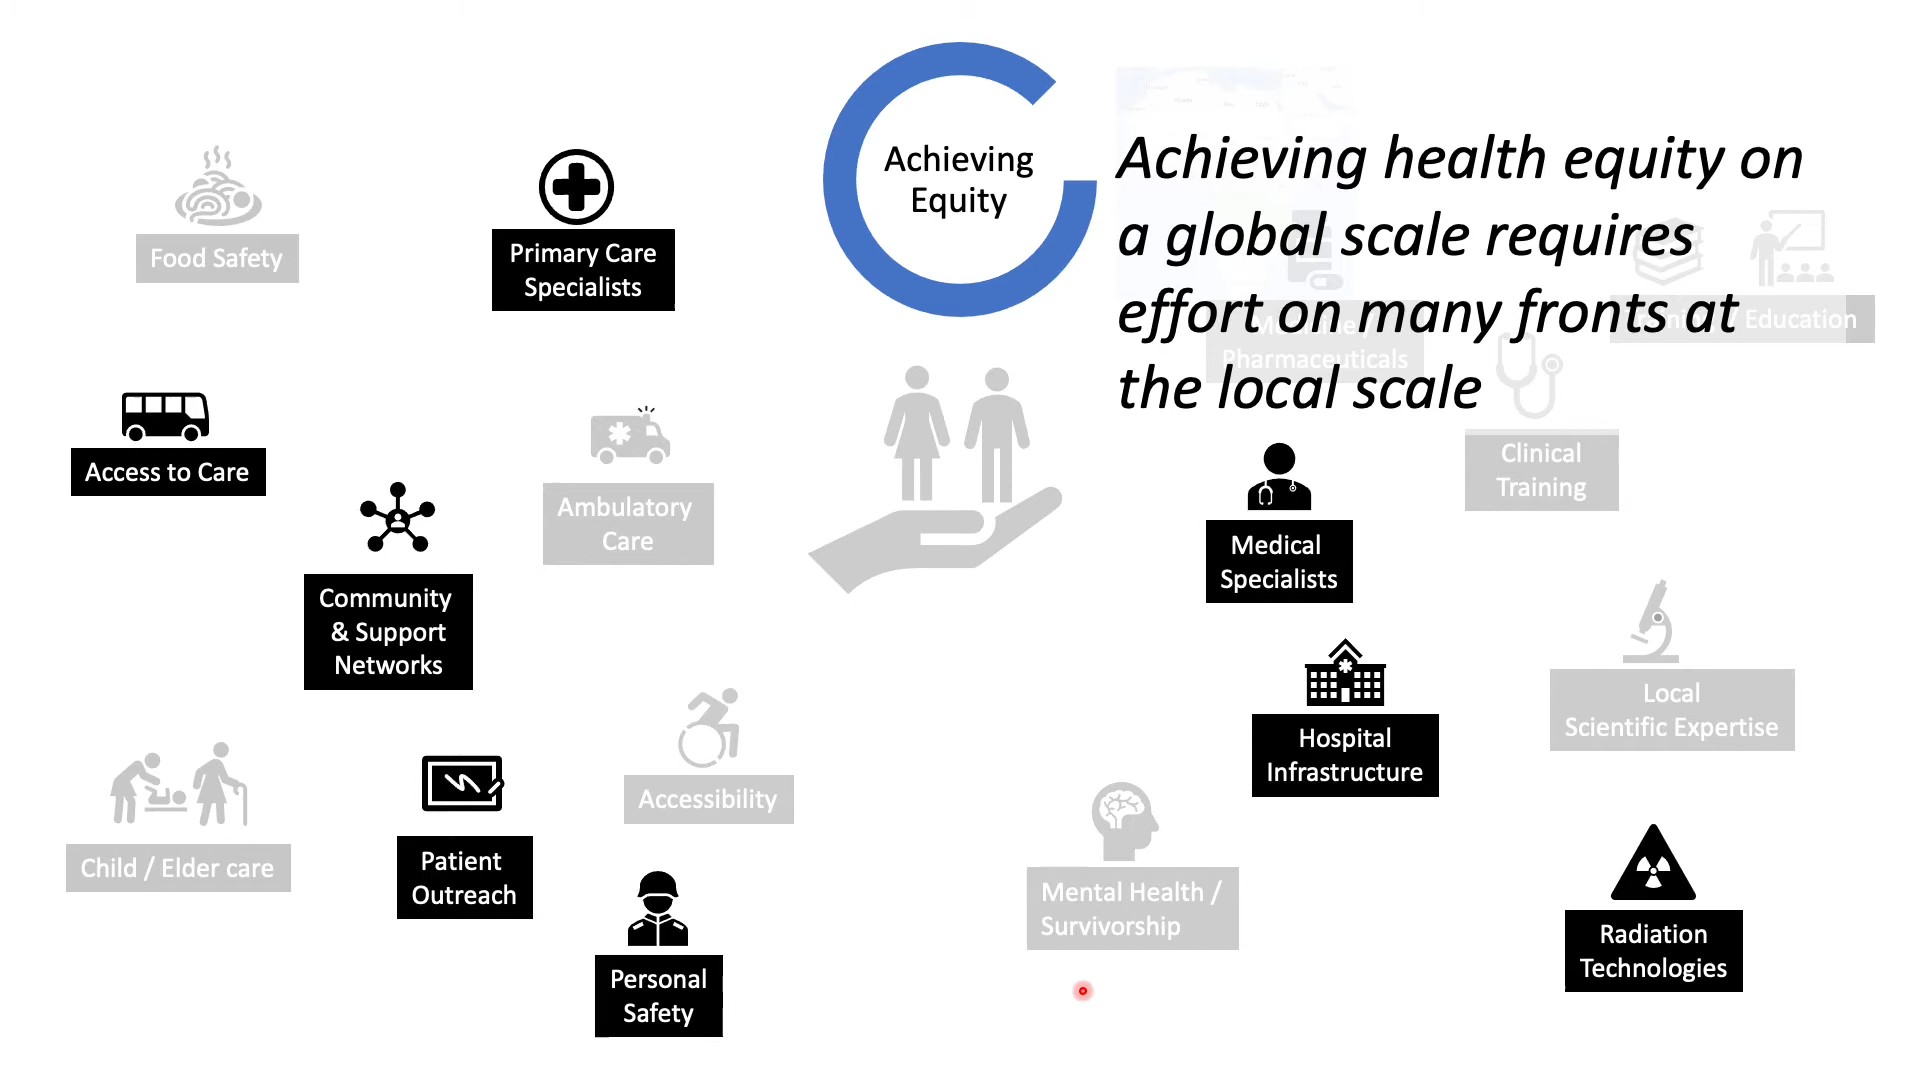 Achieving
Equity
Achieving health equity on
a global scale requires
effort on many fronts at
the local scale
Food Safety
Primary Care
Specialists
Medicine /
Pharmaceuticals
Education
Access to Care
Ambulatory
Care
Clinical
Training
Community
& Support
Networks
Medical
Specialists
Local
Scientific Expertise
Hospital
Infrastructure
Accessibility
Child / Elder care
Patient
Outreach
Mental Health /
Survivorship
Personal
Safety
Radiation
Technologies